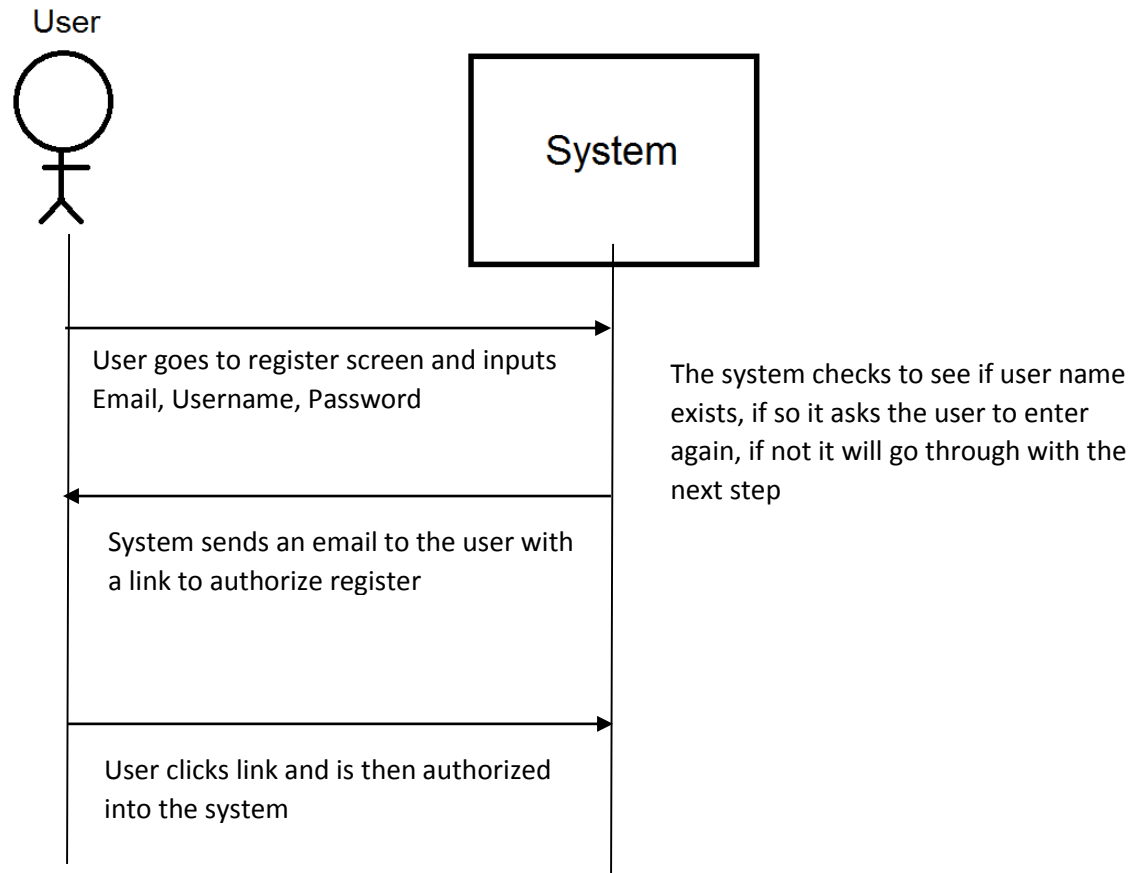 User
System
User goes to register screen and inputs
Email, Username, Password
The system checks to see if user name
exists, if so it asks the user to enter
again, if not it will go through with the
next step
System sends an email to the user with
a link to authorize register
User clicks link and is then authorized
into the system